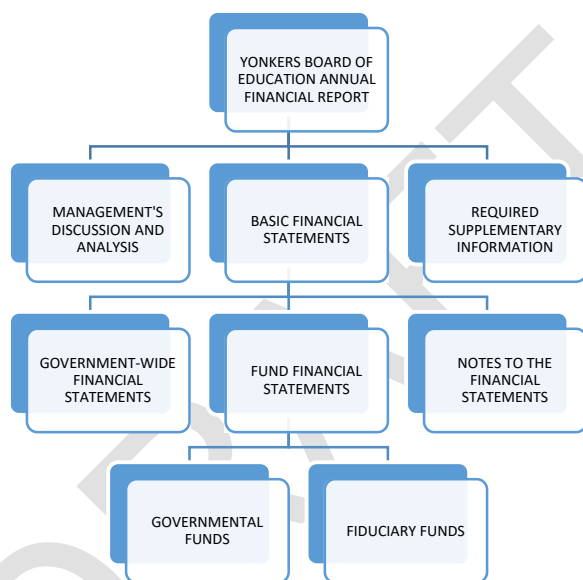 YONKERS BOARD OF
EDUCATION ANNUAL
FINANCIAL REPORT
MANAGEMENT'S
DISCUSSION AND
ANALYSIS
BASIC FINANCIAL
STATEMENTS
REQUIRED
SUPPLEMENTARY
INFORMATION
GOVERNMENT-WIDE
FINANCIAL
STATEMENTS
FUND FINANCIAL
STATEMENTS
NOTES TO THE
FINANCIAL
STATEMENTS
GOVERNMENTAL
FUNDS
FIDUCIARY FUNDS